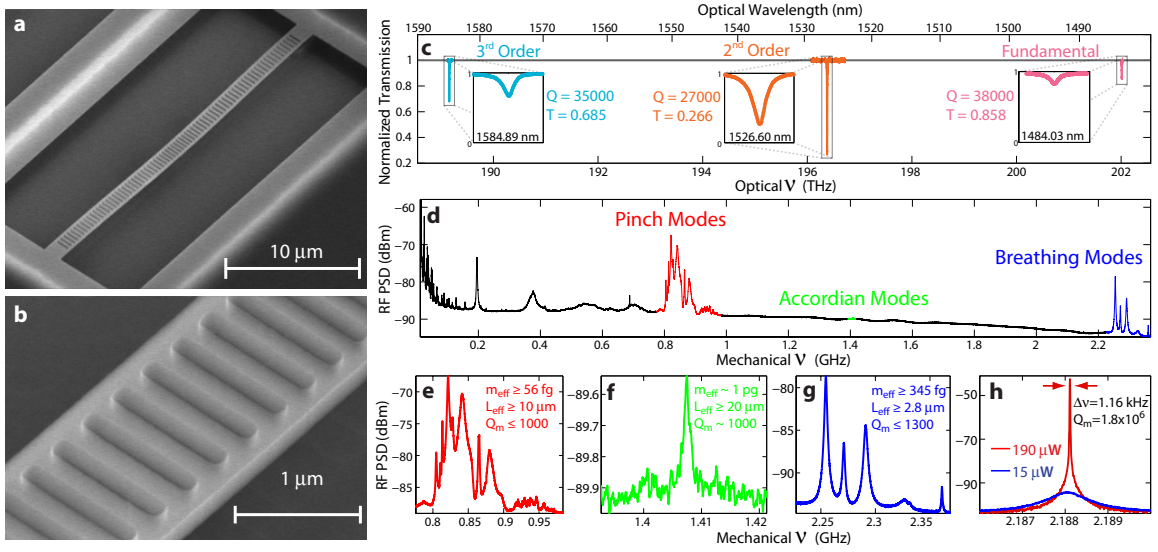 a
10 μm
b
1 μm
Optical Wavelength (nm)
1590 1580 1570 1560 1550 1540 1530 1520 1510 1500 1490
c
3rd Order
2nd Order
Fundamental
Normalized Transmission
1
0.8
0.6
0.4
0.2
1
0
1584.89 nm
Q = 35000
T = 0.685
Q = 27000
T = 0.266
1
0
1526.60 nm
Q = 38000
T = 0.858
1
0
1484.03 nm
190 192 194 196 198 200 202
Optical ν (THz)
d
RF PSD (dBm)
−60
−70
−80
−90
Pinch Modes
Accordian Modes
Breathing Modes
0.2 0.4 0.6 0.8 1 1.2 1.4 1.6 1.8 2 2.2
Mechanical ν (GHz)
e
RF PSD (dBm)
−70
−75
−80
−85
meff ≥ 56 fg
Leff ≥ 10 μm
Qm ≤ 1000
0.8 0.85 0.9 0.95
f
−89.6
−89.7
−89.8
−89.9
meff ~ 1 pg
Leff ≥ 20 μm
Qm ~ 1000
1.4 1.41 1.42
g
−80
−85
−90
meff ≥ 345 fg
Leff ≥ 2.8 μm
Qm ≤ 1300
2.25 2.3 2.35
h
−50
−70
−90
Δν=1.16 kHz
Qm=1.8x10⁶
190 μW
15 μW
2.187 2.188 2.189
Mechanical ν (GHz)